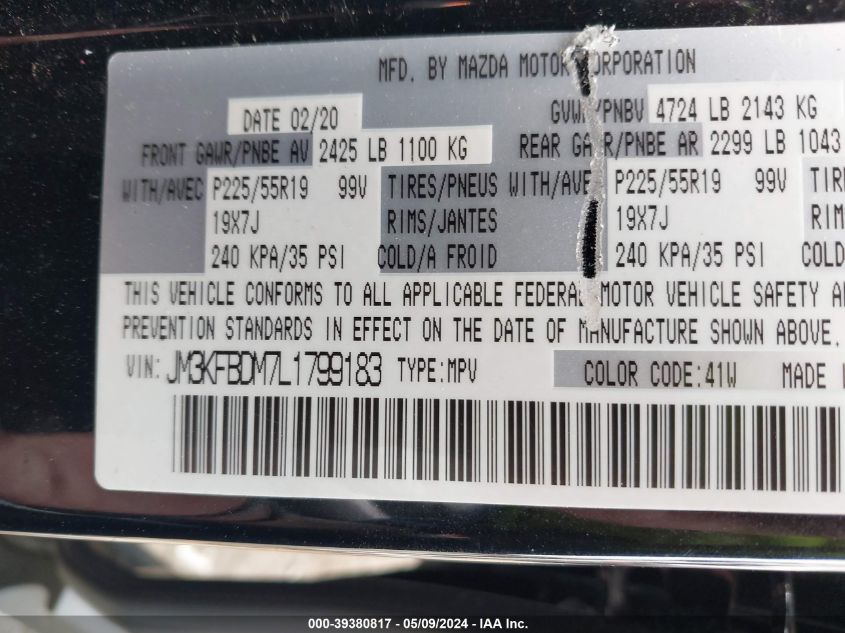 MFD. BY MAZDA MOTOR CORPORATION
DATE 02/20 GVWR/PNBV 4724 LB 2143 KG
FRONT GAWR/PNBE AV 2425 LB 1100 KG REAR GAWR/PNBE AR 2299 LB 1043
WITH/AVEC P225/55R19 99V TIRES/PNEUS WITH/AVEC P225/55R19 99V TIR
19X7J RIMS/JANTES 19X7J RIM
240 KPA/35 PSI COLD/A FROID 240 KPA/35 PSI COLD
THIS VEHICLE CONFORMS TO ALL APPLICABLE FEDERAL MOTOR VEHICLE SAFETY
PREVENTION STANDARDS IN EFFECT ON THE DATE OF MANUFACTURE SHOWN ABOVE.
VIN: JM3KFBDM7L1799183 TYPE:MPV COLOR CODE:41W MADE
000-39380817 - 05/09/2024 - IAA Inc.